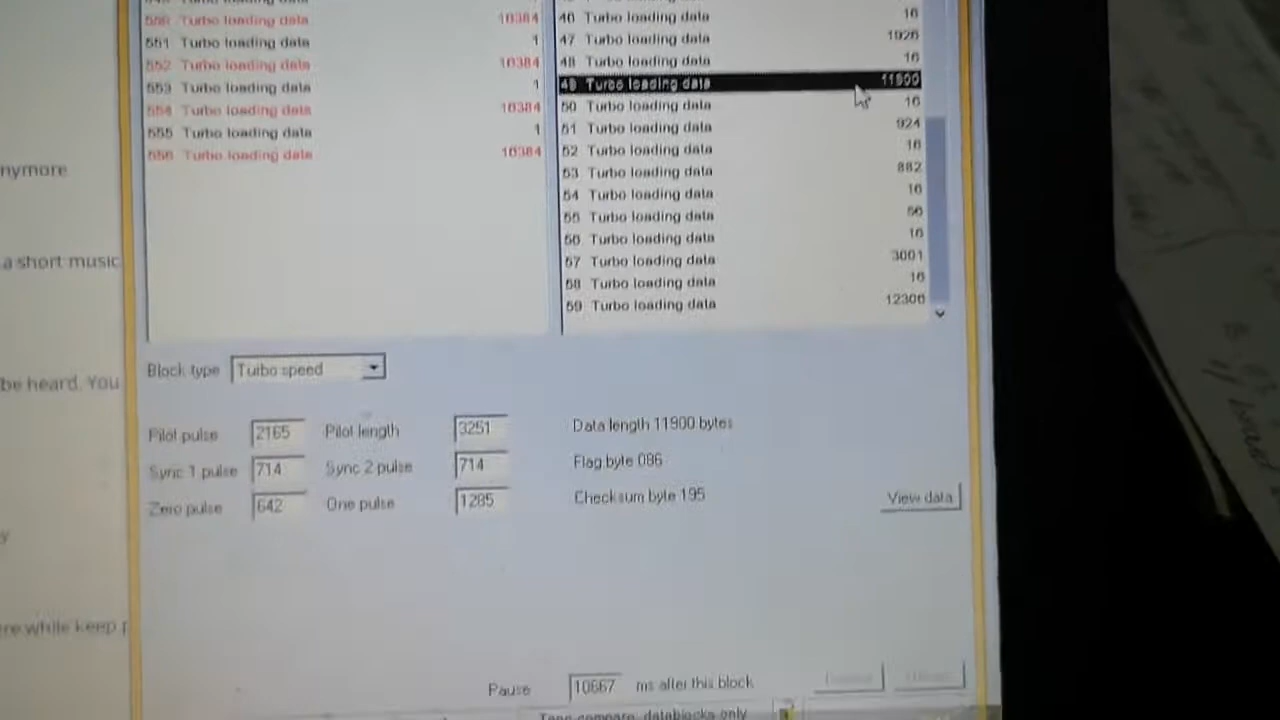 550 Turbo loading data 16384
551 Turbo loading data 1
552 Turbo loading data 16384
553 Turbo loading data 1
554 Turbo loading data 16384
555 Turbo loading data 1
556 Turbo loading data 16384
46 Turbo loading data 16
47 Turbo loading data 1926
48 Turbo loading data 16
49 Turbo loading data 11900
50 Turbo loading data 16
51 Turbo loading data 924
52 Turbo loading data 16
53 Turbo loading data 882
54 Turbo loading data 16
55 Turbo loading data
56 Turbo loading data 16
57 Turbo loading data 3001
58 Turbo loading data 16
59 Turbo loading data 12306
nymore
a short music
be heard. You
y
re while keep
Block type Turbo speed
Pilot pulse 2165 Pilot length 3251 Data length 11900 bytes
Sync 1 pulse 714 Sync 2 pulse 714 Flag byte 086
Zero pulse 642 One pulse 1285 Checksum byte 195
View data
Pause 10667 ms after this block
Tape compare, datablocks only